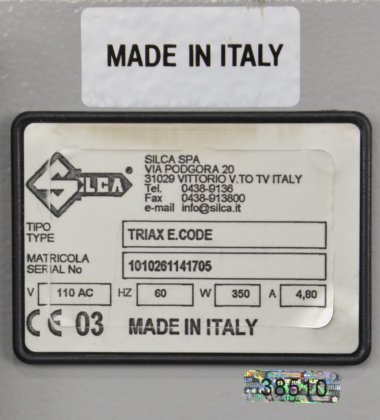 MADE IN ITALY
SILCA
SILCA SPA
VIA PODGORA 20
31029 VITTORIO V.TO TV ITALY
Tel. 0438-9136
Fax 0438-913800
e-mail info@silca.it
TIPO
TYPE TRIAX E.CODE
MATRICOLA
SERIAL No 1010261141705
V 110 AC HZ 60 W 350 A 4,80
CE 03 MADE IN ITALY
38610